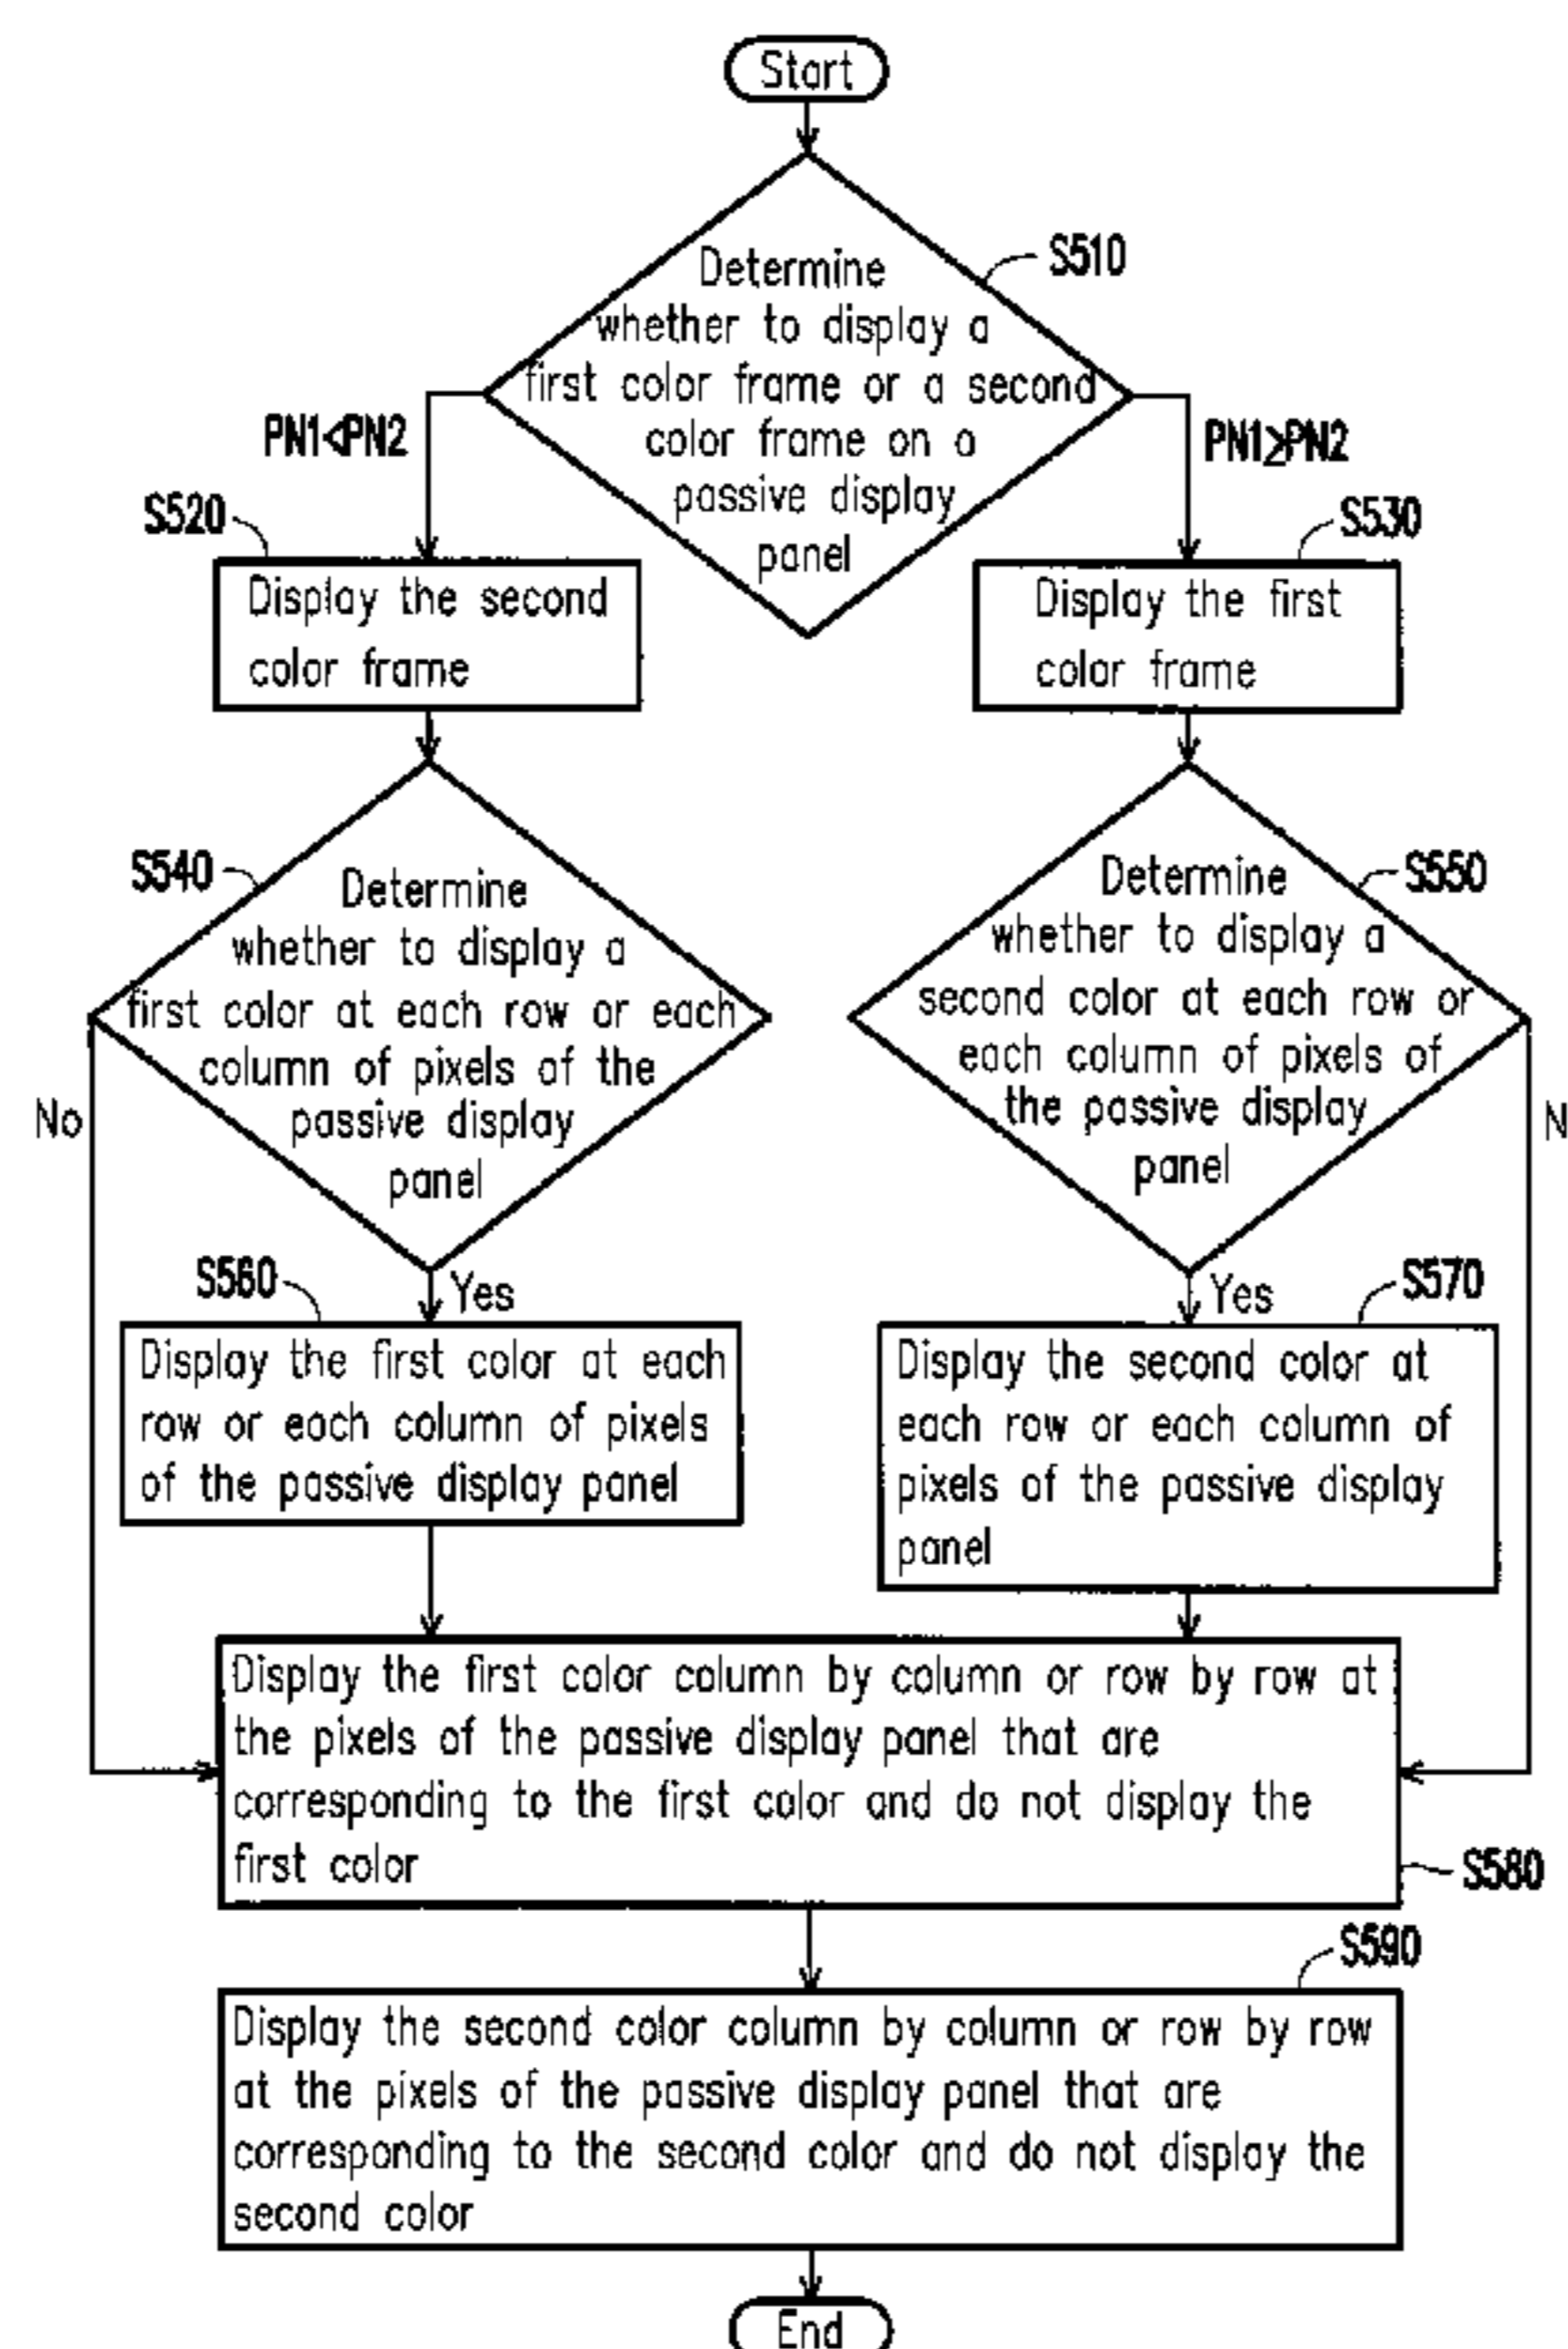 Start
Determine
whether to display a
first color frame or a second
color frame on a
passive display
panel
S510
PN1<PN2
PN1≥PN2
S520
Display the second
color frame
S530
Display the first
color frame
S540
Determine
whether to display a
first color at each row or each
column of pixels of the
passive display
panel
No
Yes
S550
Determine
whether to display a
second color at each row or
each column of pixels of
the passive display
panel
N
Yes
S560
Display the first color at each
row or each column of pixels
of the passive display panel
S570
Display the second color at
each row or each column of
pixels of the passive display
panel
Display the first color column by column or row by row at
the pixels of the passive display panel that are
corresponding to the first color and do not display the
first color
S580
S590
Display the second color column by column or row by row
at the pixels of the passive display panel that are
corresponding to the second color and do not display the
second color
End